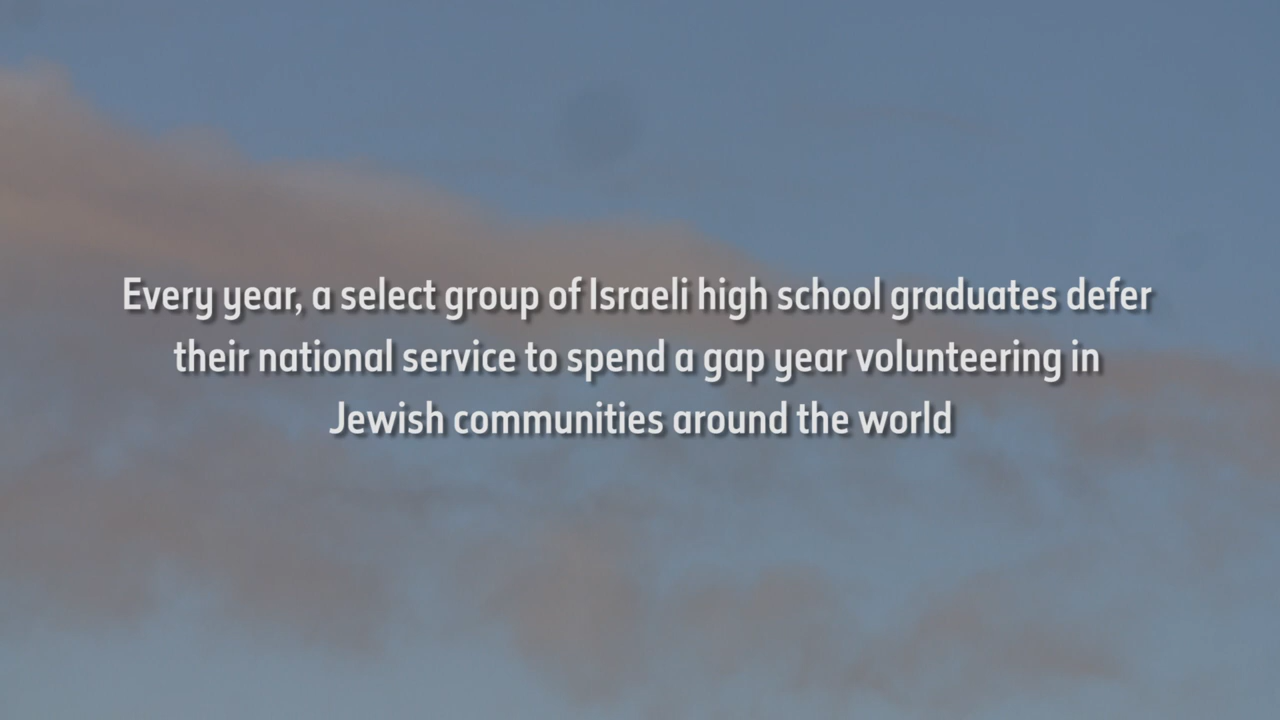 Every year, a select group of Israeli high school graduates defer
their national service to spend a gap year volunteering in
Jewish communities around the world